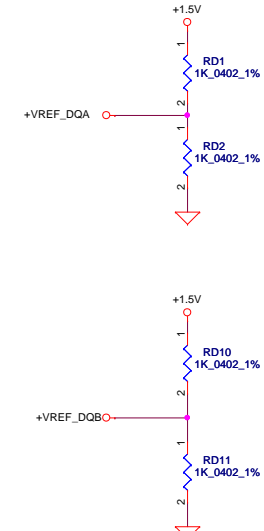 +1.5V
1
RD1
1K_0402_1%
2
+VREF_DQA
1
RD2
1K_0402_1%
2
+1.5V
1
RD10
1K_0402_1%
2
+VREF_DQB
1
RD11
1K_0402_1%
2